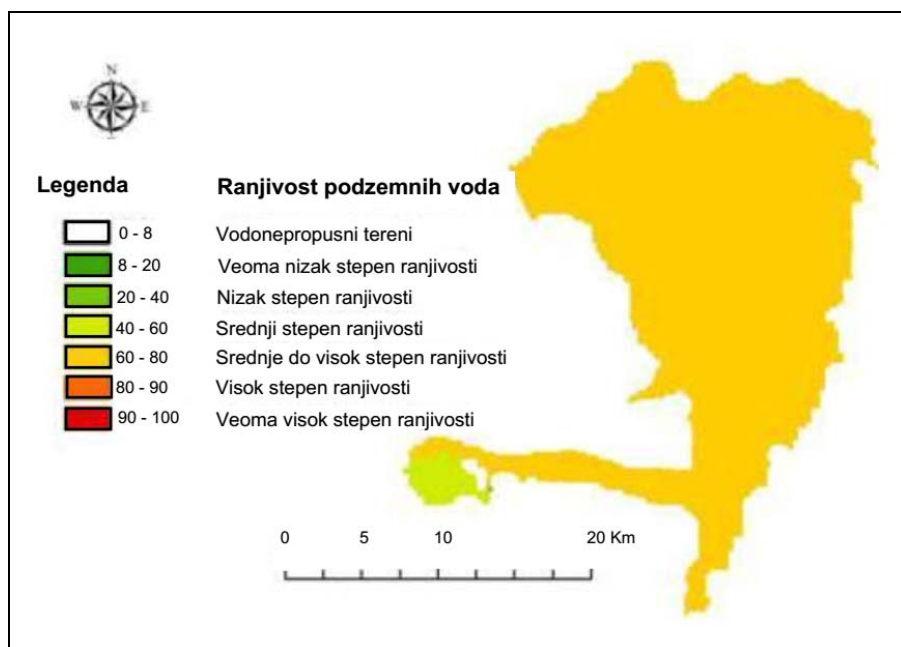 N
W E
Legenda Ranjivost podzemnih voda
0 - 8 Vodonepropusni tereni
8 - 20 Veoma nizak stepen ranjivosti
20 - 40 Nizak stepen ranjivosti
40 - 60 Srednji stepen ranjivosti
60 - 80 Srednje do visok stepen ranjivosti
80 - 90 Visok stepen ranjivosti
90 - 100 Veoma visok stepen ranjivosti
0 5 10 20 Km